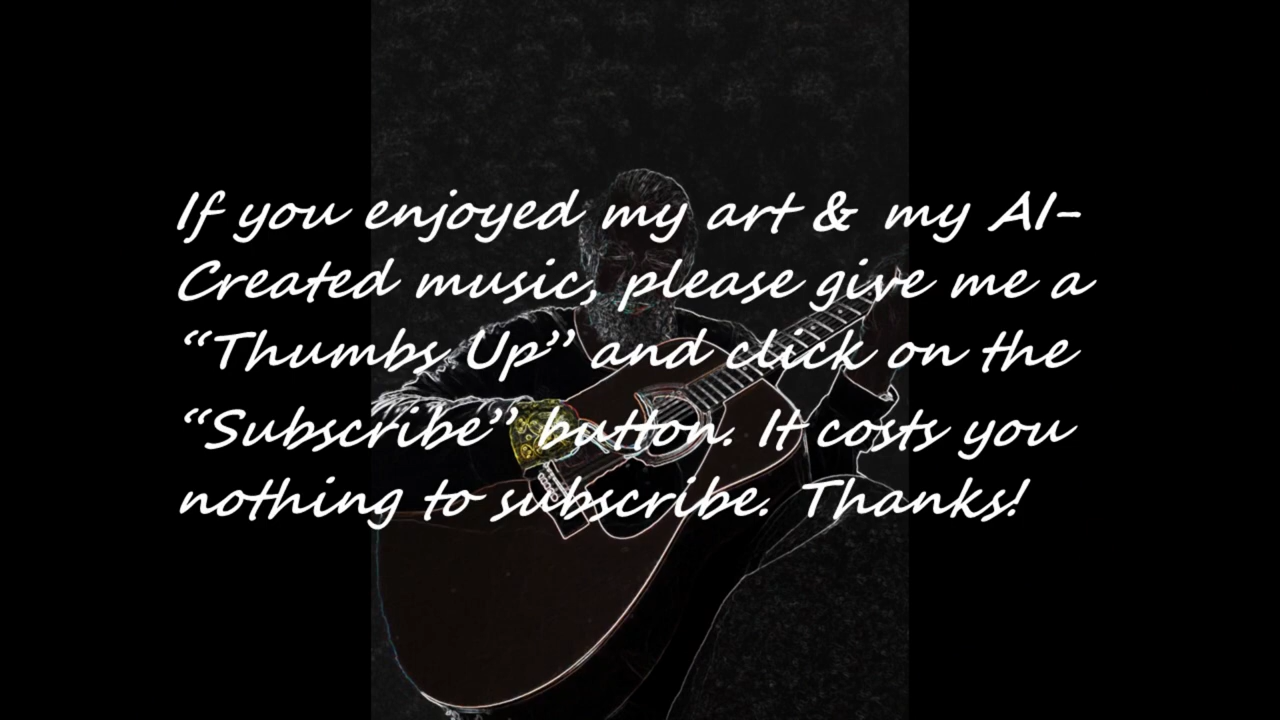 If you enjoyed my art & my AI-
Created music, please give me a
“Thumbs Up” and click on the
“Subscribe” button. It costs you
nothing to subscribe. Thanks!